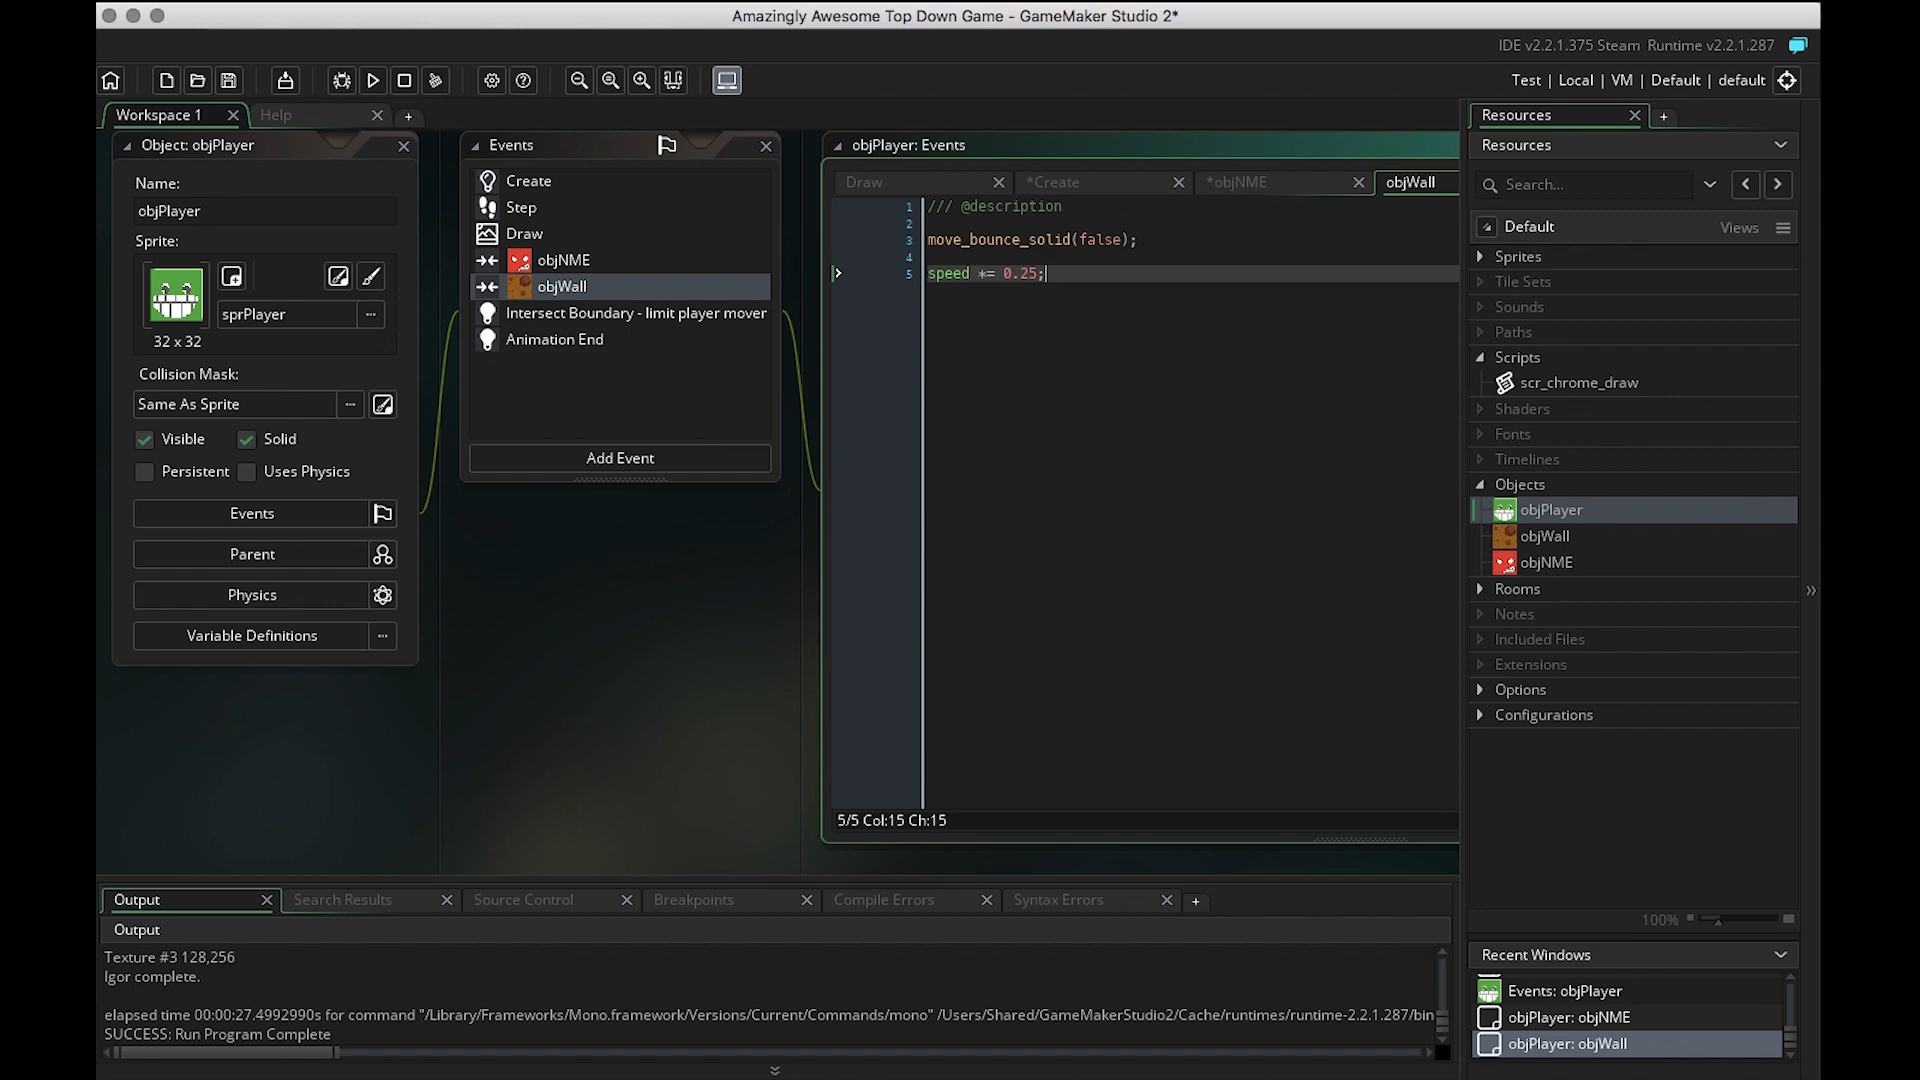 Amazingly Awesome Top Down Game - GameMaker Studio 2*
IDE v2.2.1.375 Steam Runtime v2.2.1.287
Test | Local | VM | Default | default
Workspace 1
Help
Object: objPlayer
Name:
objPlayer
Sprite:
sprPlayer
32 x 32
Collision Mask:
Same As Sprite
Visible
Solid
Persistent
Uses Physics
Events
Parent
Physics
Variable Definitions
Events
Create
Step
Draw
objNME
objWall
Intersect Boundary - limit player mover
Animation End
Add Event
objPlayer: Events
Draw
*Create
*objNME
objWall
1 /// @description
2
3 move_bounce_solid(false);
4
5 speed *= 0.25;
5/5 Col:15 Ch:15
Resources
Resources
Search...
Default
Views
Sprites
Tile Sets
Sounds
Paths
Scripts
scr_chrome_draw
Shaders
Fonts
Timelines
Objects
objPlayer
objWall
objNME
Rooms
Notes
Included Files
Extensions
Options
Configurations
100%
Recent Windows
Events: objPlayer
objPlayer: objNME
objPlayer: objWall
Output
Search Results
Source Control
Breakpoints
Compile Errors
Syntax Errors
Output
Texture #3 128,256
Igor complete.
elapsed time 00:00:27.4992990s for command "/Library/Frameworks/Mono.framework/Versions/Current/Commands/mono" /Users/Shared/GameMakerStudio2/Cache/runtimes/runtime-2.2.1.287/bin
SUCCESS: Run Program Complete